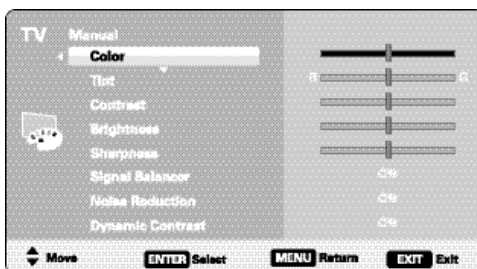 TV Manual
Color
Tint R G
Contrast
Brightness
Sharpness
Signal Balancer
Noise Reduction
Dynamic Contrast
Move ENTER Select MENU Return EXIT Exit